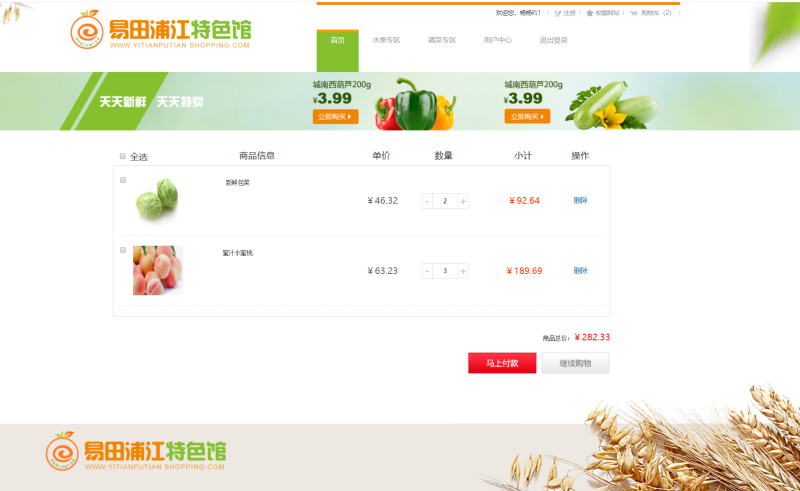 易田浦江特色馆
WWW.YITIANPUTIAN SHOPPING.COM
欢迎您，杨杨吖！ | 注册 | 收藏网站 | 购物车（2） |
首页 水果专区 蔬菜专区 用户中心 退出登录
天天新鲜 天天特卖
城南西葫芦200g
¥3.99
立即购买
城南西葫芦200g
¥3.99
立即购买
全选 商品信息 单价 数量 小计 操作
新鲜包菜 ¥46.32 - 2 + ¥92.64 删除
蜜汁水蜜桃 ¥63.23 - 3 + ¥189.69 删除
商品总价：¥282.33
马上付款 继续购物
易田浦江特色馆
WWW.YITIANPUTIAN SHOPPING.COM